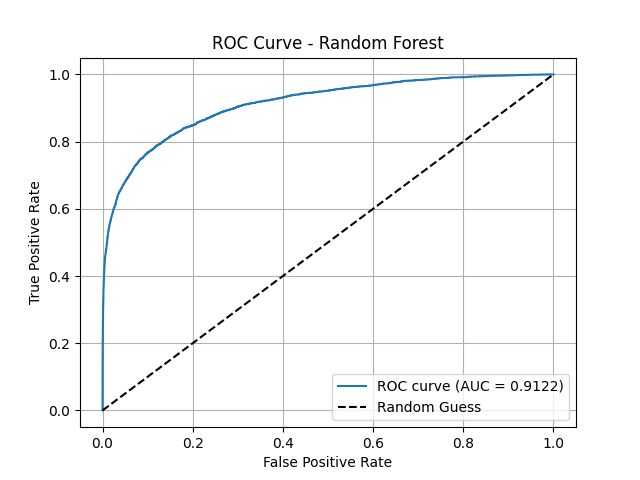 ROC Curve - Random Forest
True Positive Rate
1.0
0.8
0.6
0.4
0.2
0.0
ROC curve (AUC = 0.9122)
Random Guess
0.0 0.2 0.4 0.6 0.8 1.0
False Positive Rate